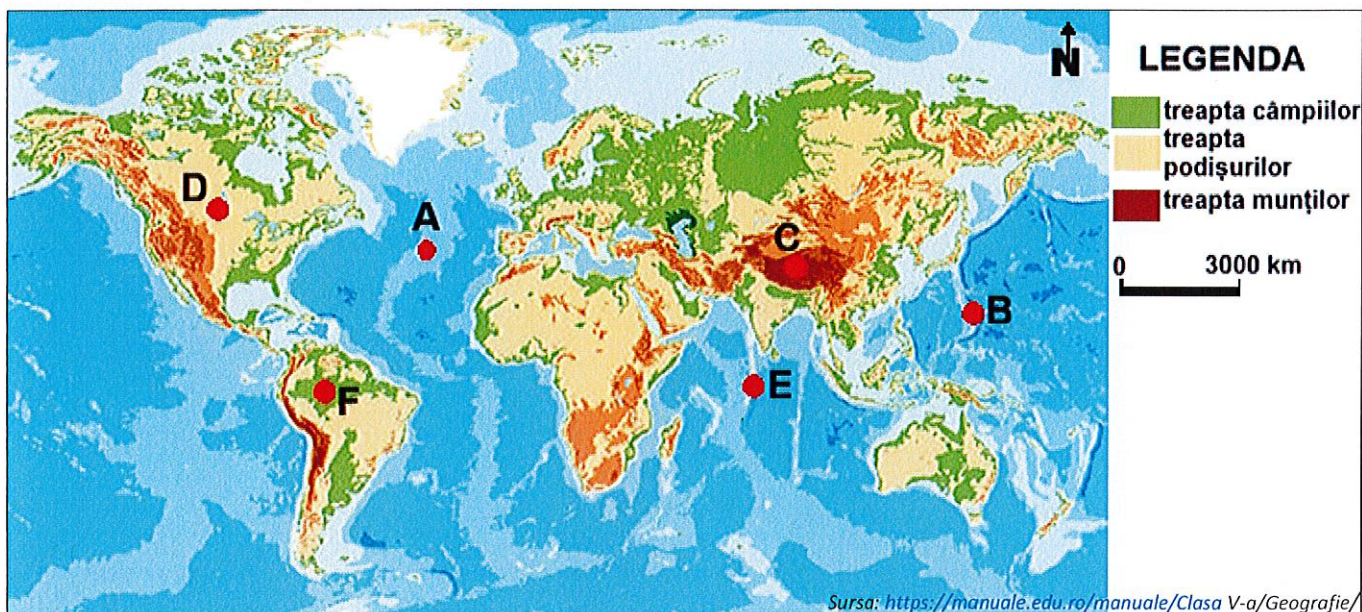 N
LEGENDA
treapta câmpiilor
treapta
podișurilor
treapta munților
0 3000 km
D
A
C
B
E
F
Sursa: https://manuale.edu.ro/manuale/Clasa V-a/Geografie/